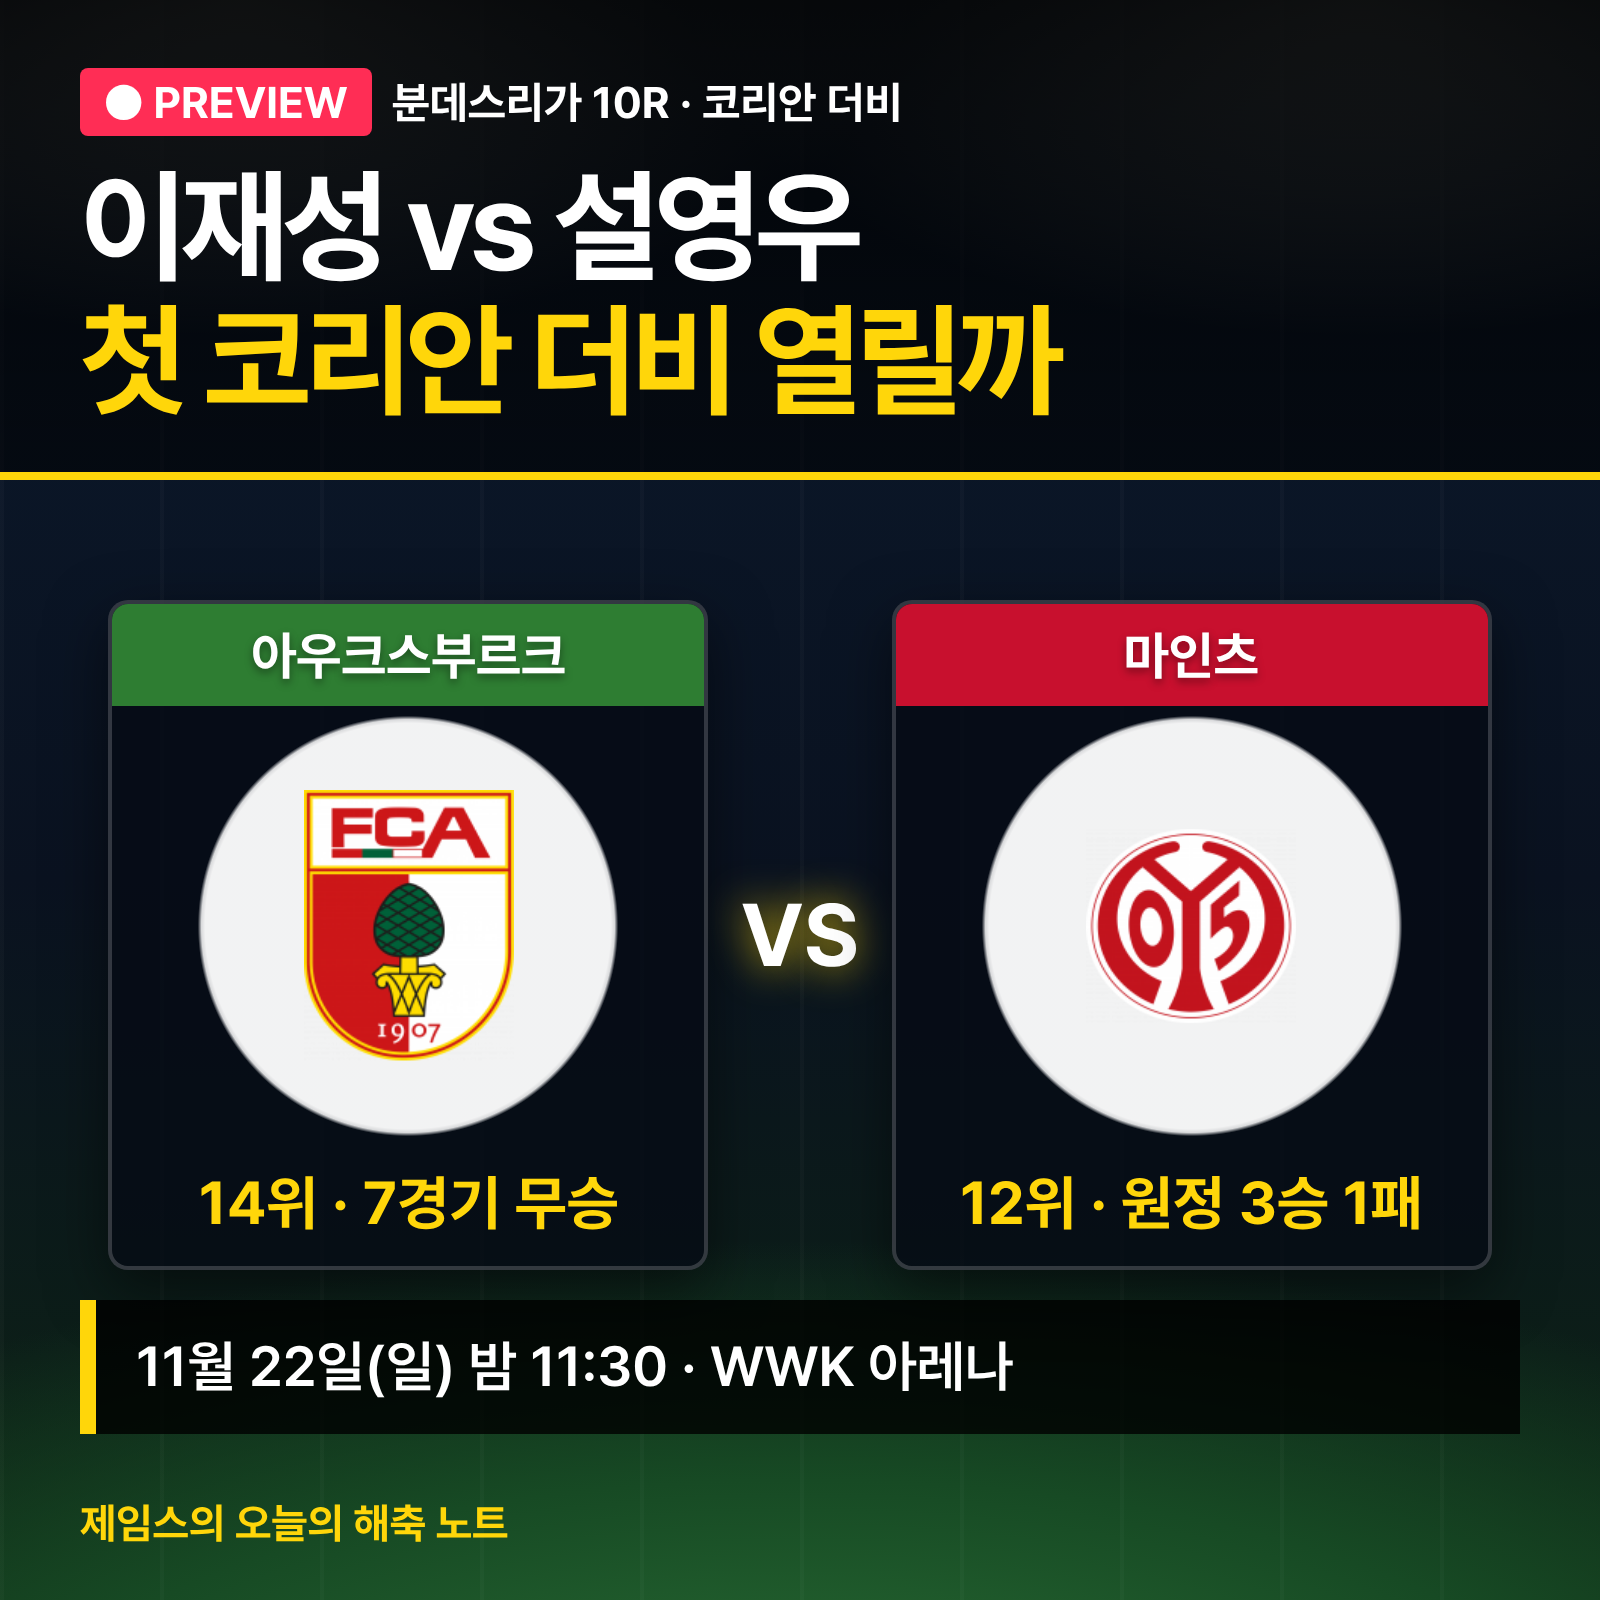 PREVIEW 분데스리가 10R · 코리안 더비
이재성 vs 설영우
첫 코리안 더비 열릴까
아우크스부르크
마인츠
FCA
1907
VS
05
14위 · 7경기 무승
12위 · 원정 3승 1패
11월 22일(일) 밤 11:30 · WWK 아레나
제임스의 오늘의 해축 노트